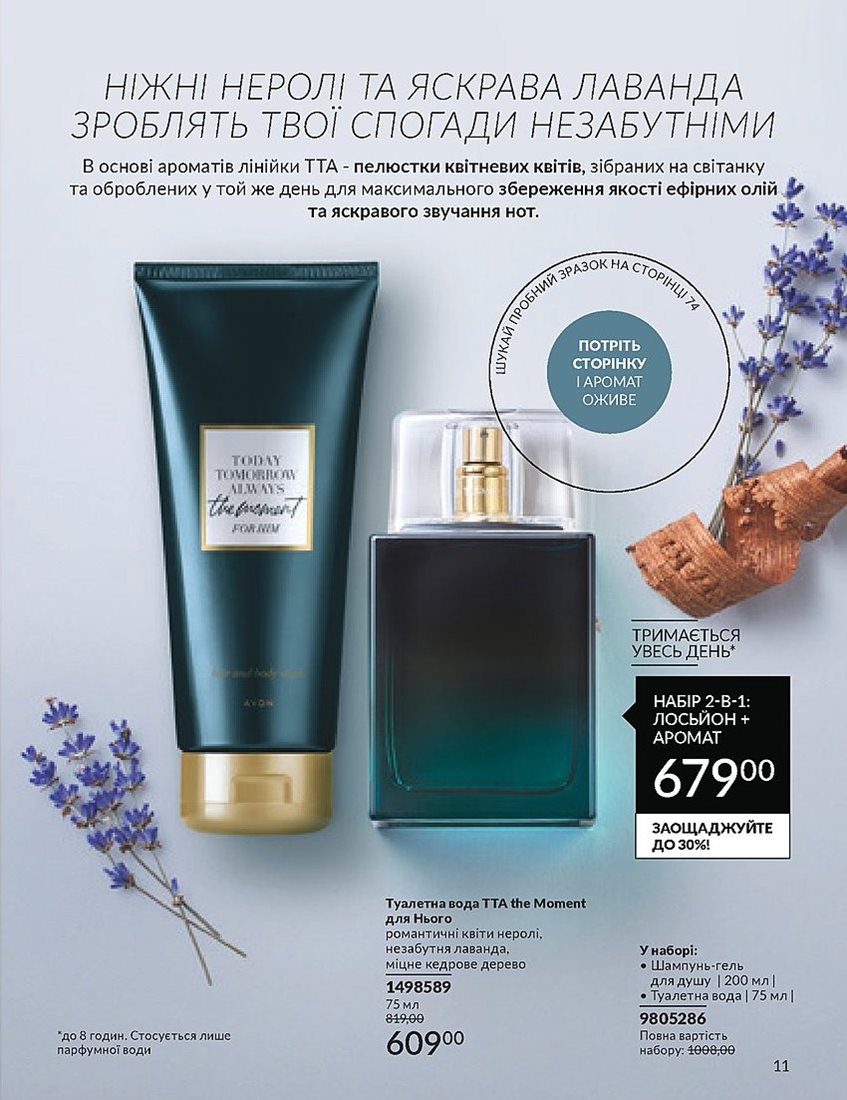 НІЖНІ НЕРОЛІ ТА ЯСКРАВА ЛАВАНДА
ЗРОБЛЯТЬ ТВОЇ СПОГАДИ НЕЗАБУТНІМИ
В основі ароматів лінійки ТТА - пелюстки квітневих квітів, зібраних на світанку
та оброблених у той же день для максимального збереження якості ефірних олій
та яскравого звучання нот.
ШУКАЙ ПРОБНИЙ ЗРАЗОК НА СТОРІНЦІ 74
ПОТРІТЬ
СТОРІНКУ
І АРОМАТ
ОЖИВЕ
TODAY
TOMORROW
ALWAYS
the moment
FOR HIM
hair and body wash
AVON
ТРИМАЄТЬСЯ
УВЕСЬ ДЕНЬ*
НАБІР 2-В-1:
ЛОСЬЙОН +
АРОМАТ
67900
ЗАОЩАДЖУЙТЕ
ДО 30%!
Туалетна вода TTA the Moment
для Нього
романтичні квіти неролі,
незабутня лаванда,
міцне кедрове дерево
1498589
75 мл
819,00
60900
У наборі:
• Шампунь-гель
для душу | 200 мл |
• Туалетна вода | 75 мл |
9805286
Повна вартість
набору: 1008,00
*до 8 годин. Стосується лише
парфумної води
11